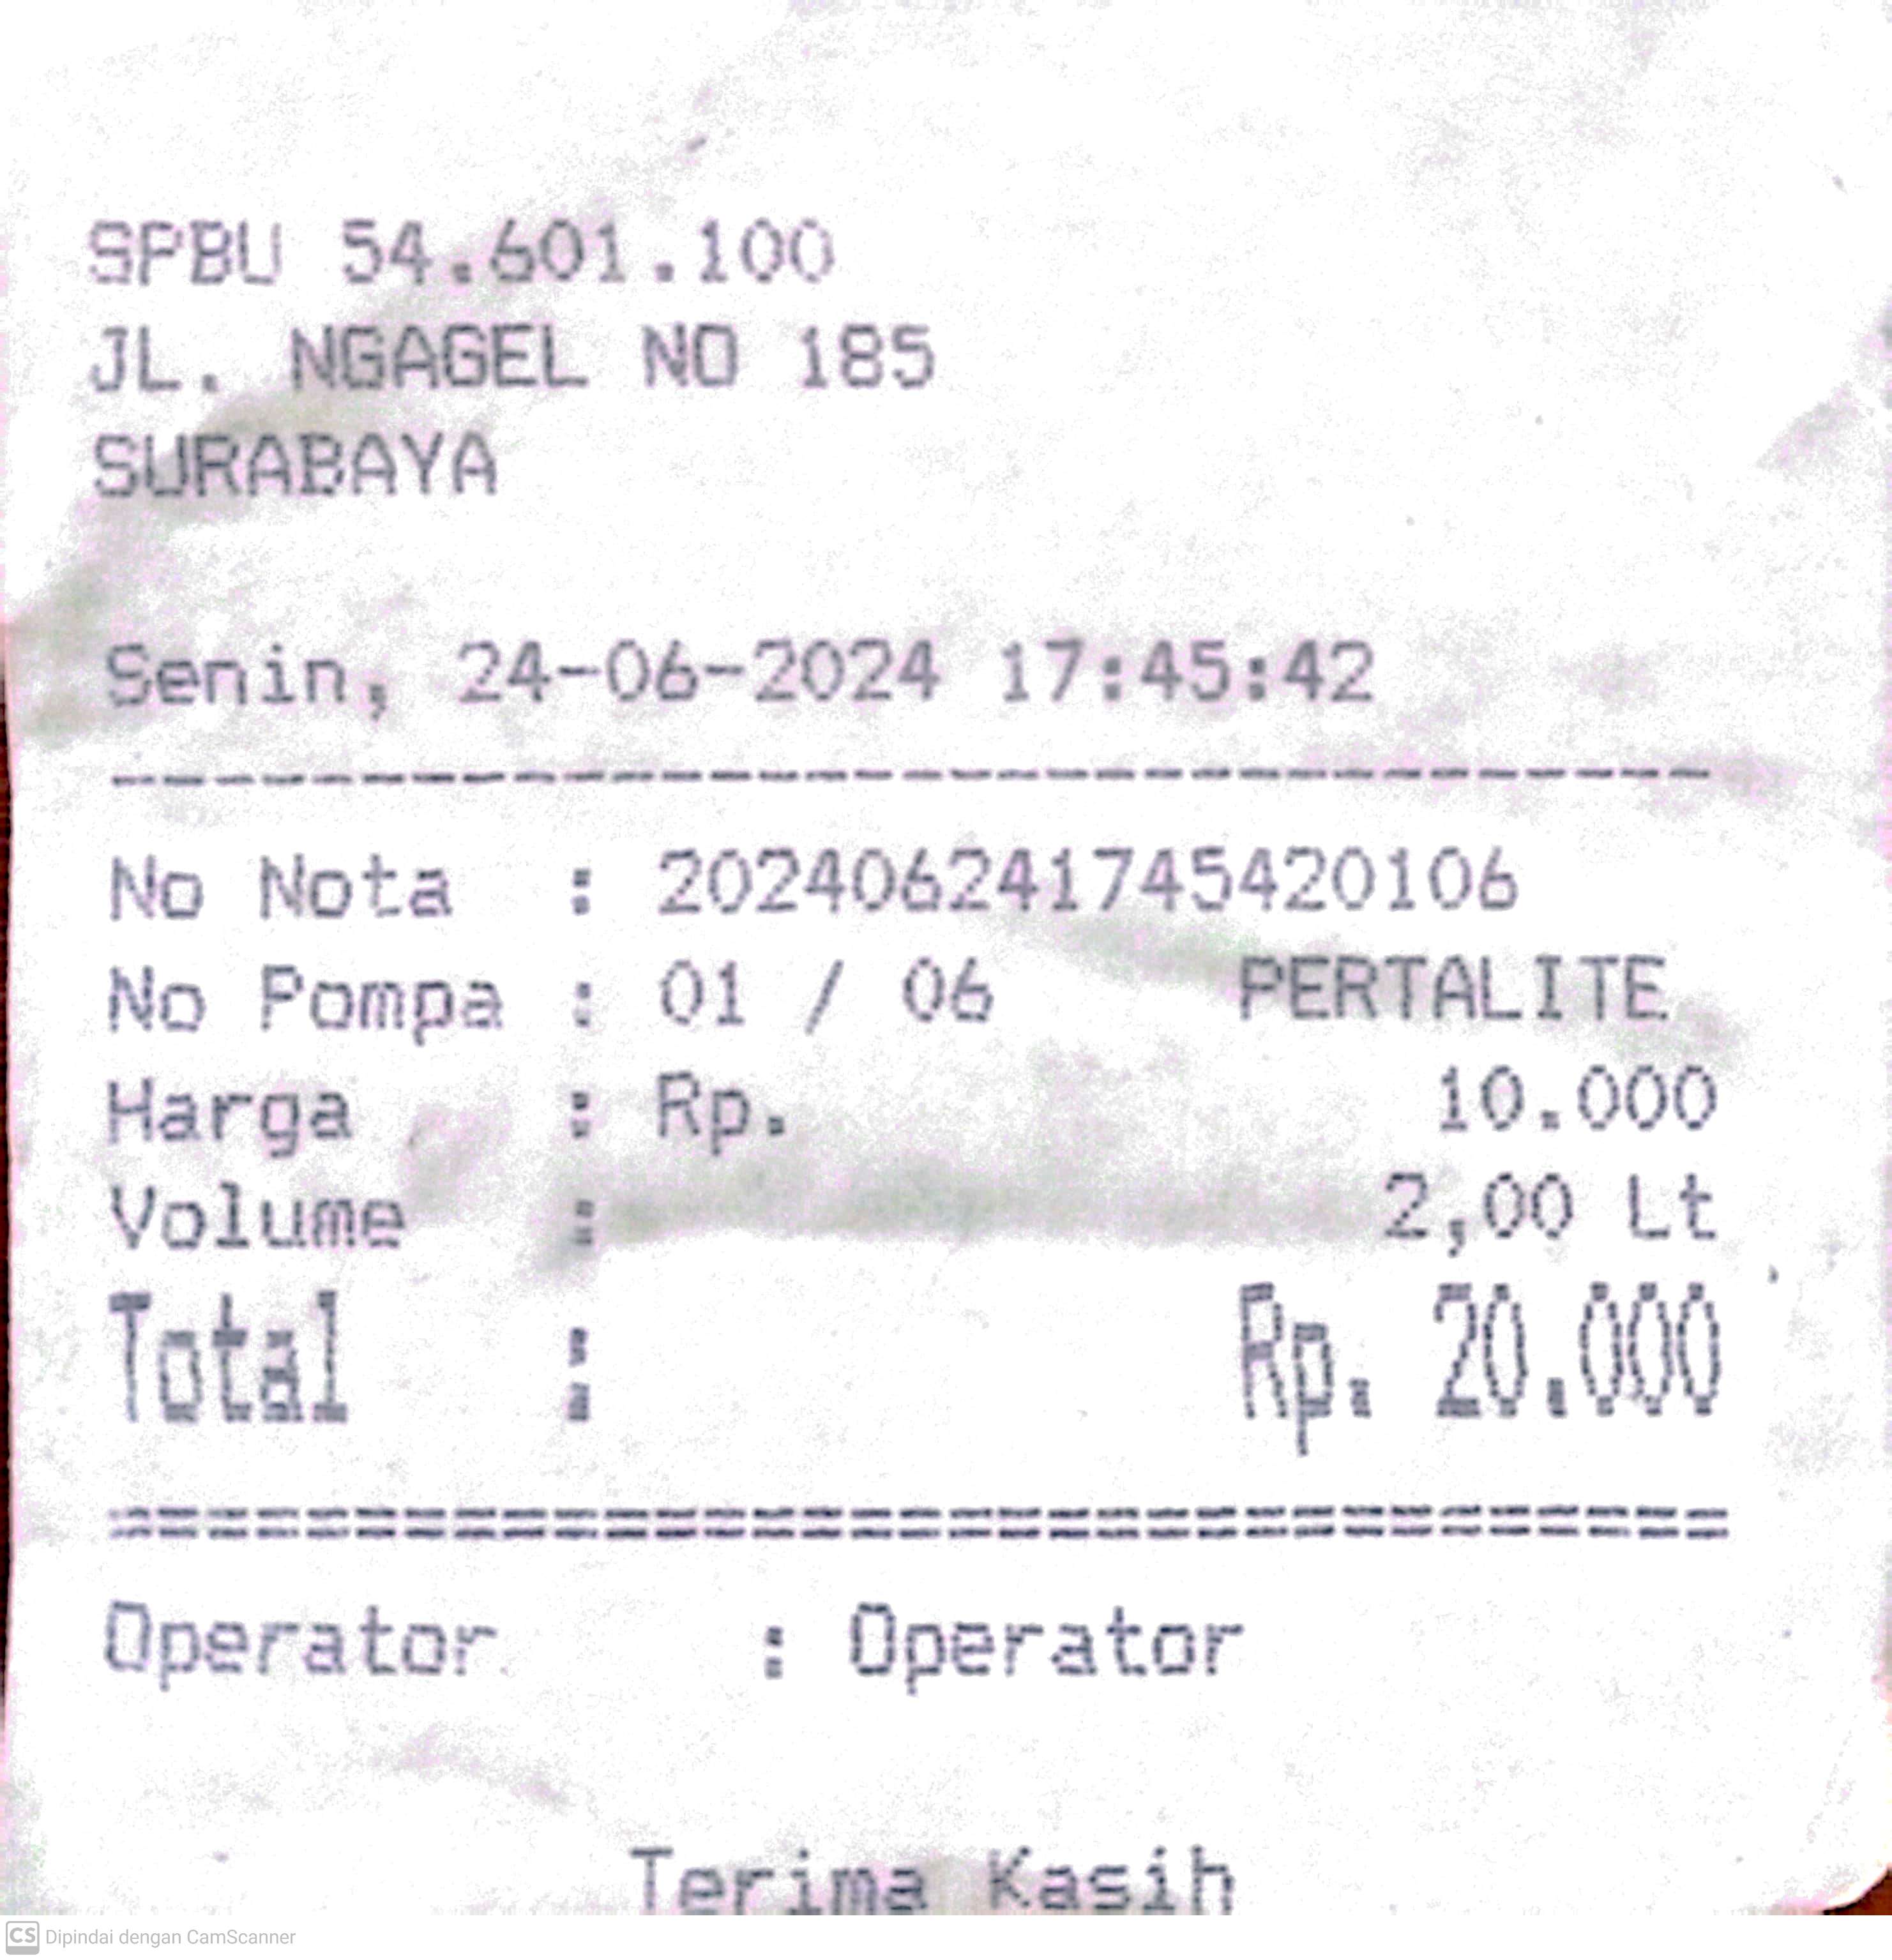 SPBU 54.601.100
JL. NGAGEL NO 185
SURABAYA
Senin, 24-06-2024 17:45:42
---------------------------------
No Nota : 202406241745420106
No Pompa : 01 / 06 PERTALITE
Harga : Rp. 10.000
Volume : 2,00 Lt
Total : Rp. 20.000
=================================
Operator : Operator
Terima Kasih
CS Dipindai dengan CamScanner